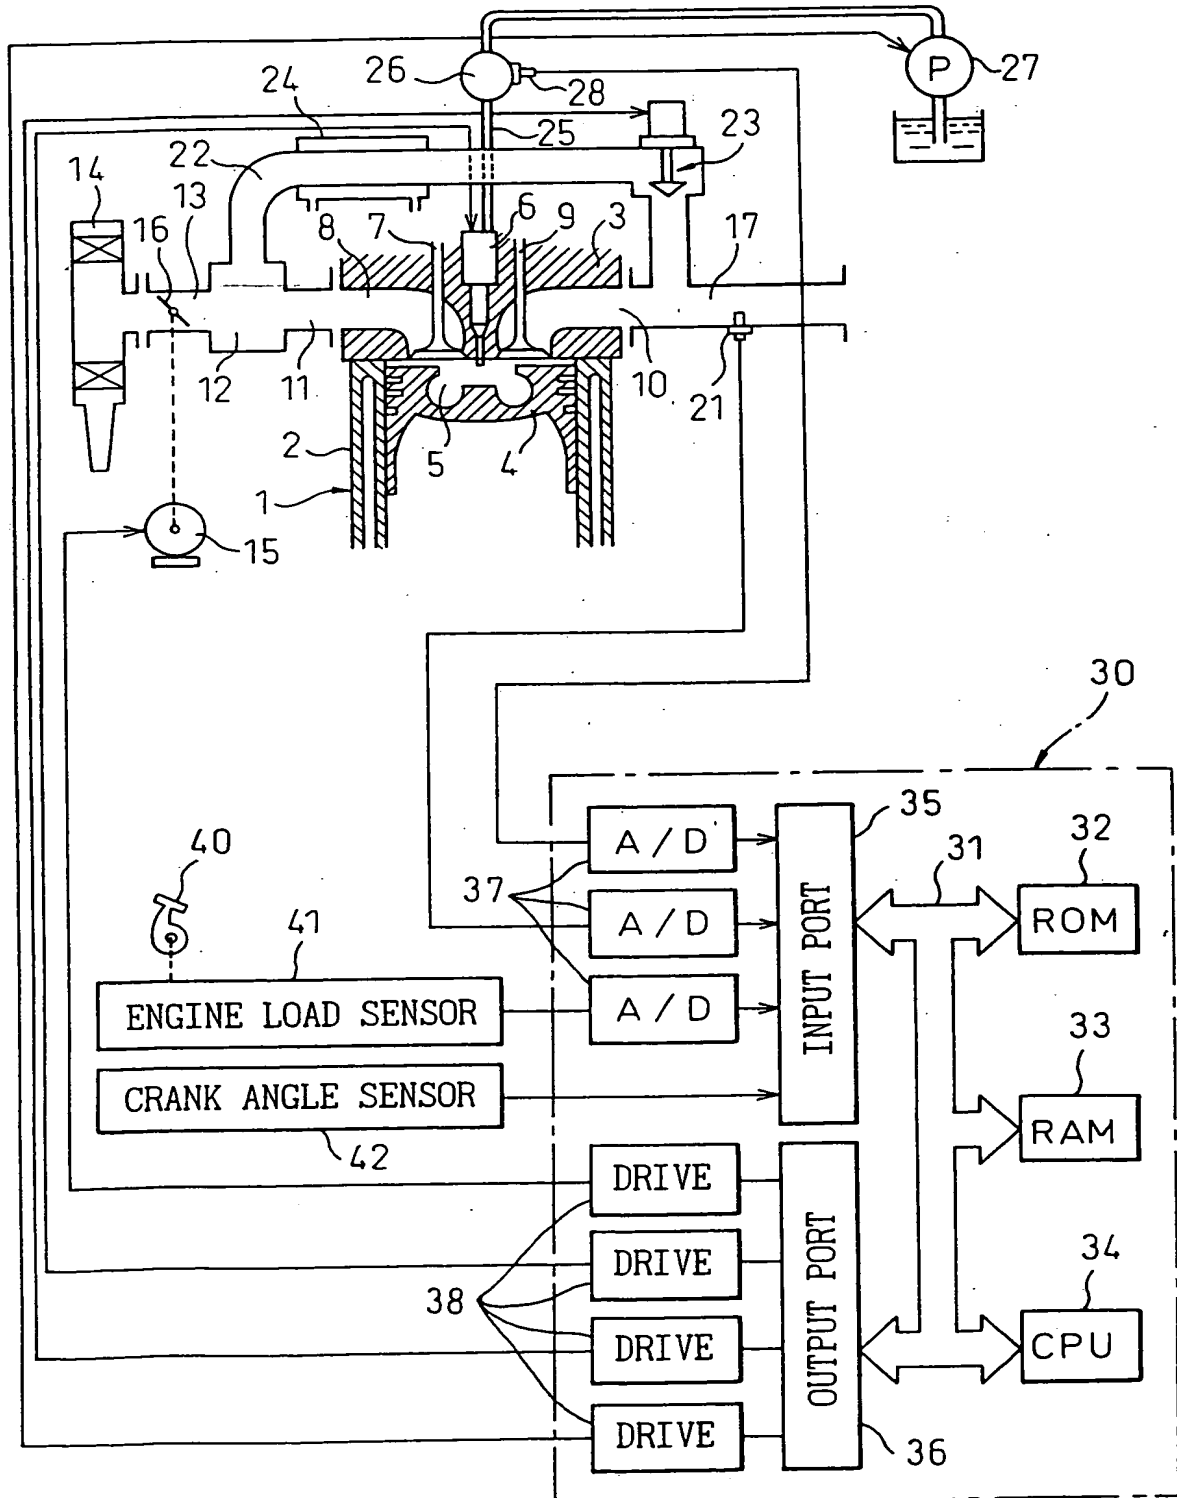 26
P
27
28
24
25
23
22
14
13
16
8
7
6
9
3
17
12
11
10
21
2
5
4
1
15
30
35
40
A/D
37
31
32
41
A/D
INPUT PORT
ROM
ENGINE LOAD SENSOR
A/D
33
CRANK ANGLE SENSOR
RAM
42
DRIVE
OUTPUT PORT
DRIVE
34
38
DRIVE
CPU
DRIVE
36